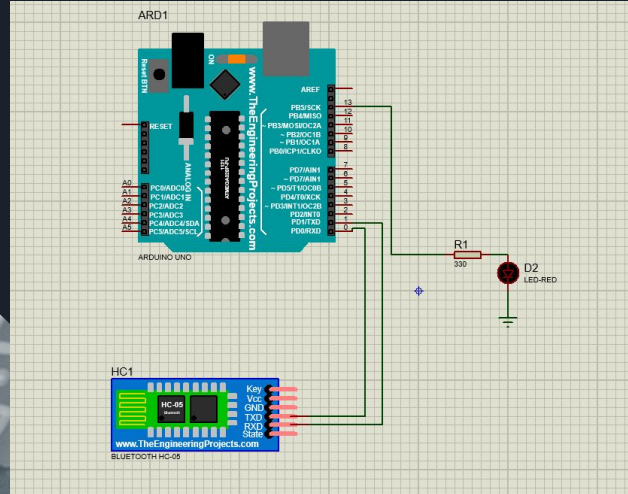 ARD1
Reset BTN
ON
www.TheEngineeringProjects.com
AREF
PB5/SCK 13
PB4/MISO 12
~ PB3/MOSI/OC2A 11
~ PB2/OC1B 10
~ PB1/OC1A 9
PB0/ICP1/CLKO 8
RESET
1121
ATMEGA328P-PU
ANALOG IN
PD7/AIN1 7
~ PD7/AIN1 6
~ PD5/T1/OC0B 5
PD4/T0/XCK 4
~ PD3/INT1/OC2B 3
PD2/INT0 2
PD1/TXD 1
PD0/RXD 0
A0 PC0/ADC0
A1 PC1/ADC1
A2 PC2/ADC2
A3 PC3/ADC3
A4 PC4/ADC4/SDA
A5 PC5/ADC5/SCL
ARDUINO UNO
R1
330
D2
LED-RED
HC1
HC-05
Bluetooth
Key
Vcc
GND
TXD
RXD
State
www.TheEngineeringProjects.com
BLUETOOTH HC-05